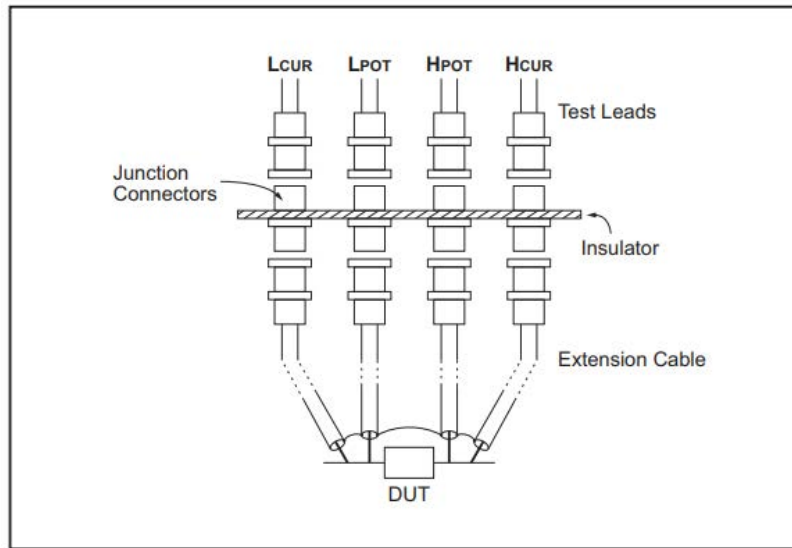 LCUR LPOT HPOT HCUR
Test Leads
Junction
Connectors
Insulator
Extension Cable
DUT